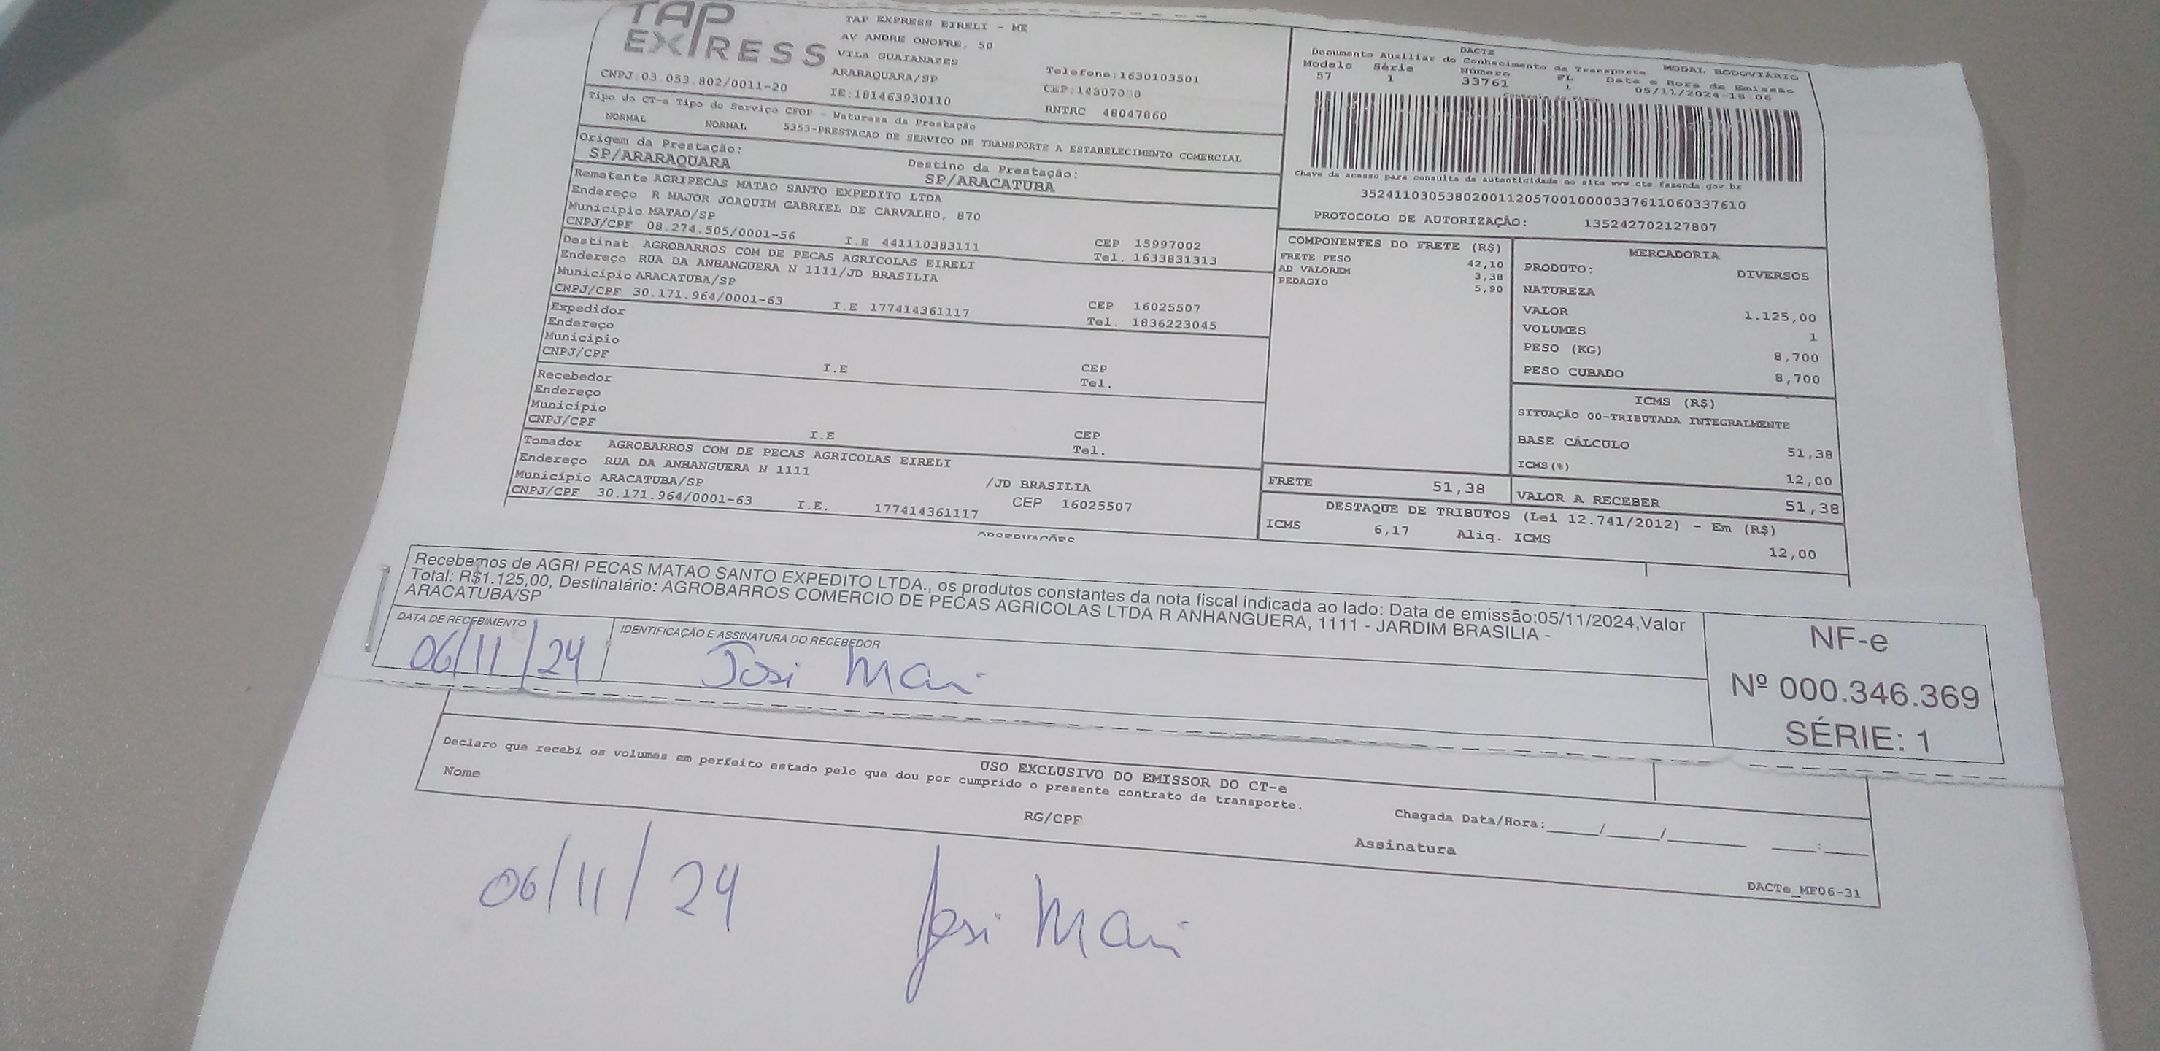 TAP EXPRESS
TAP EXPRESS EIRELI - ME
AV ANDRE ONOFRE, 50
VILA GUAIANAZES
ARARAQUARA/SP
Telefone:1630103501
CNPJ:03.053.802/0011-20
IE:181463930110
RNTRC 48047860
Tipo do CT-e Tipo do Serviço CFOP - Natureza da Prestação
NORMAL NORMAL 5353-PRESTACAO DE SERVICO DE TRANSPORTE A ESTABELECIMENTO COMERCIAL
Origem da Prestação: Destino da Prestação:
SP/ARARAQUARA SP/ARACATUBA
Remetente AGRIPECAS MATAO SANTO EXPEDITO LTDA
Endereço R MAJOR JOAQUIM GABRIEL DE CARVALHO, 870
Município MATAO/SP CEP 15997002
CNPJ/CPF 08.274.505/0001-56 I.E 441110383111 Tel. 1633831313
Destinat. AGROBARROS COM DE PECAS AGRICOLAS EIRELI
Endereço RUA DA ANHANGUERA N 1111/JD BRASILIA
Município ARACATUBA/SP CEP 16025507
CNPJ/CPF 30.171.964/0001-63 I.E 177414361117 Tel. 1836223045
Expedidor
Endereço
Município CEP
CNPJ/CPF I.E Tel.
Recebedor
Endereço
Município CEP
CNPJ/CPF I.E Tel.
Tomador AGROBARROS COM DE PECAS AGRICOLAS EIRELI
Endereço RUA DA ANHANGUERA N 1111 /JD BRASILIA
Município ARACATUBA/SP CEP 16025507
CNPJ/CPF 30.171.964/0001-63 I.E. 177414361117
OBSERVAÇÕES
DACTE
Documento Auxiliar do Conhecimento de Transporte MODAL RODOVIÁRIO
Modelo Série Número FL Data e Hora de Emissão
57 1 33761 1 05/11/2024-18:06
Controle do Fisco
Chave de acesso para consulta de autenticidade no site www.cte.fazenda.gov.br
35241103053802001120570010000337611060337610
PROTOCOLO DE AUTORIZAÇÃO: 135242702127807
COMPONENTES DO FRETE (R$)
FRETE PESO 42,10
AD VALOREM 3,38
PEDAGIO 5,90
MERCADORIA
PRODUTO: DIVERSOS
NATUREZA
VALOR 1.125,00
VOLUMES 1
PESO (KG) 8,700
PESO CUBADO 8,700
ICMS (R$)
SITUAÇÃO 00-TRIBUTADA INTEGRALMENTE
BASE CÁLCULO 51,38
ICMS(%) 12,00
FRETE 51,38
VALOR A RECEBER 51,38
DESTAQUE DE TRIBUTOS (Lei 12.741/2012) - Em (R$)
ICMS 6,17 Aliq. ICMS 12,00
Recebemos de AGRI PECAS MATAO SANTO EXPEDITO LTDA., os produtos constantes da nota fiscal indicada ao lado: Data de emissão:05/11/2024,Valor
Total: R$1.125,00, Destinatário: AGROBARROS COMERCIO DE PECAS AGRICOLAS LTDA R ANHANGUERA, 1111 - JARDIM BRASILIA -
ARACATUBA/SP
DATA DE RECEBIMENTO IDENTIFICAÇÃO E ASSINATURA DO RECEBEDOR
06/11/24
NF-e
Nº 000.346.369
SÉRIE: 1
USO EXCLUSIVO DO EMISSOR DO CT-e
Declaro que recebi os volumes em perfeito estado pelo que dou por cumprido o presente contrato de transporte.
Nome RG/CPF Chegada Data/Hora:____/____/______ ___:___
Assinatura
DACTe_ME06-31
06/11/24